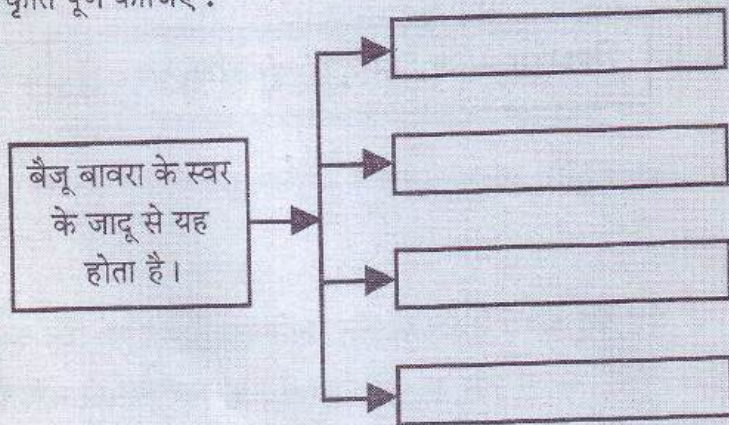 कृति पूर्ण कीजिए :
बैजू बावरा के स्वर
के जादू से यह
होता है।